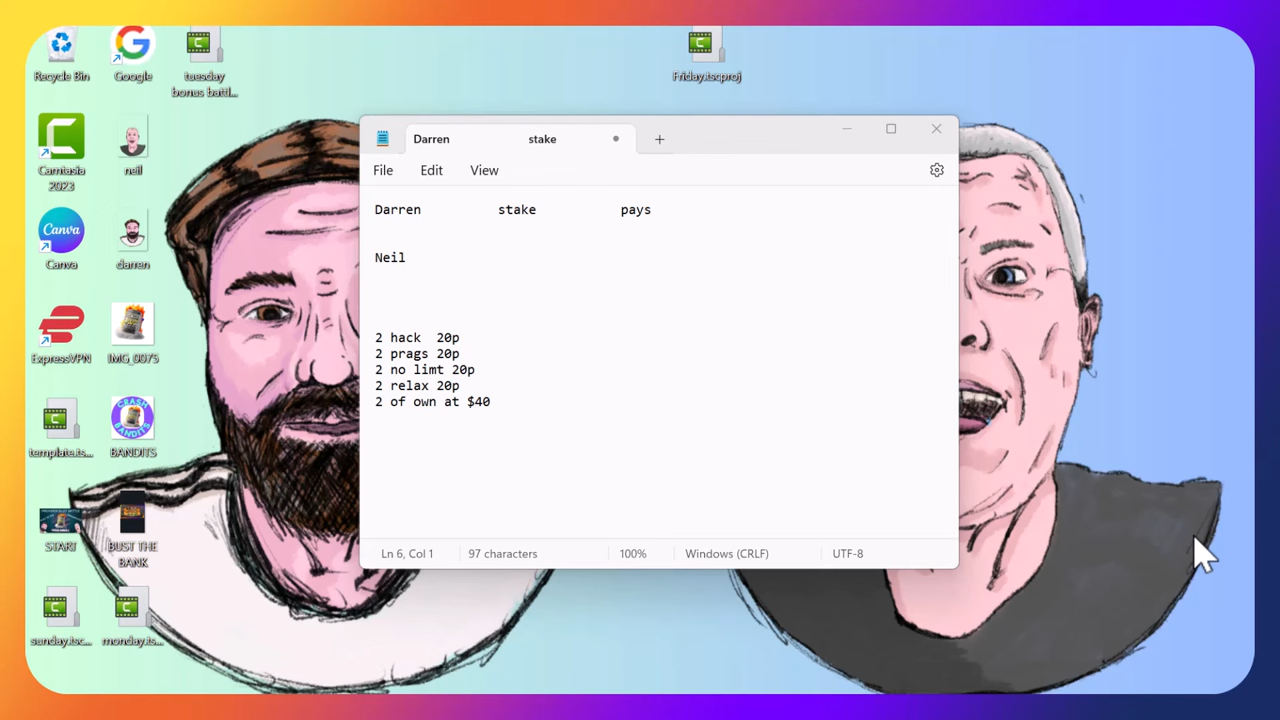 Recycle Bin
Google
tuesday
bonus battl...
Friday.tscproj
Camtasia
2023
neil
Canva
Canva
darren
ExpressVPN
IMG_0075
template.ts...
CRASH
BANDITS
BANDITS
START
BUST THE
BANK
sunday.tsc...
monday.ts...
Darren stake
File Edit View
Darren stake pays
Neil
2 hack  20p
2 prags 20p
2 no limt 20p
2 relax 20p
2 of own at $40
Ln 6, Col 1
97 characters
100%
Windows (CRLF)
UTF-8